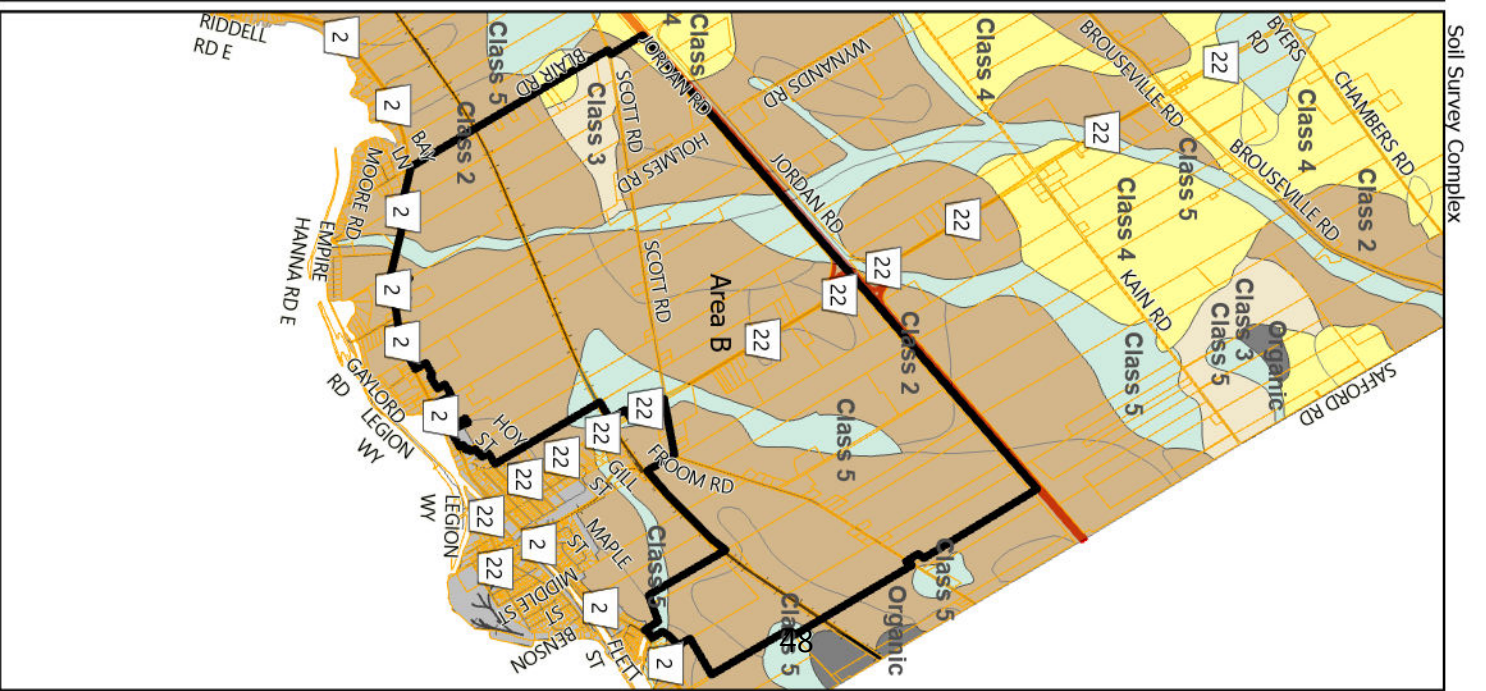 Soil Survey Complex
RIDDELL
RD E
2
Class 5
BLAIR RD
4
Class
JORDAN RD
WYNANDS
RD
Class 4
BROUSEVILLE RD
22
BYERS
RD
CHAMBERS RD
Class 4
2
Class 2
Class 3
SCOTT RD
HOLMES RD
22
Class 5
BROUSEVILLE RD
BAY
LN
MOORE RD
JORDAN RD
Class 4
Class 2
2
22
EMPIRE
HANNA RD E
SCOTT RD
Area B
22
22
KAIN RD
2
Class 3
Class 5
Organic
2
22
Class 2
Class 5
SAFFORD RD
GAYLORD
RD
LEGION
WY
2
HOY
ST
22
22
Class 5
22
22
GILL
ST
FROOM RD
LEGION
WY
22
2
MAPLE
ST
22
MIDDLE ST
Class 5
Class 5
ST
BENSON
ST
2
FLETT
2
Class 5
48
Organic